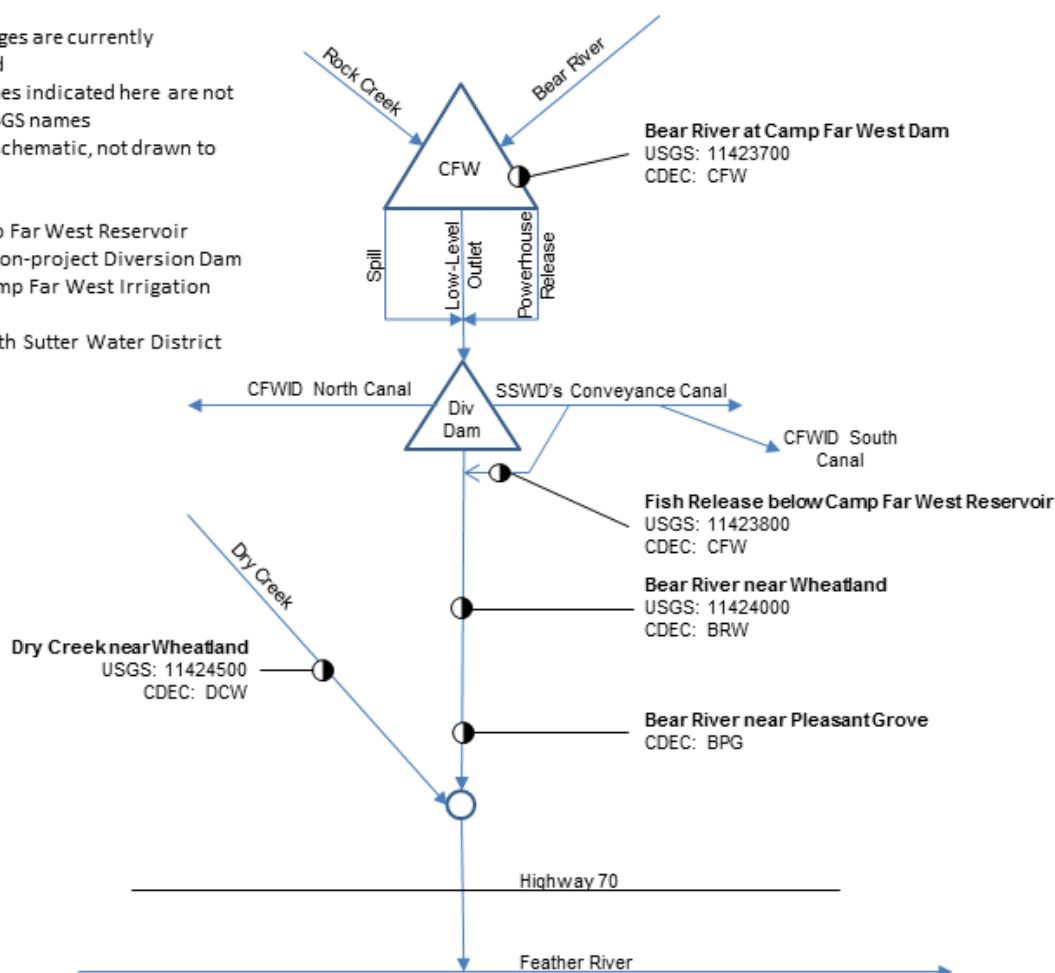 ges are currently
d
es indicated here are not
GS names
schematic, not drawn to
Far West Reservoir
on-project Diversion Dam
mp Far West Irrigation
th Sutter Water District
Rock Creek
Bear River
CFW
Bear River at Camp Far West Dam
USGS: 11423700
CDEC: CFW
Spill
Low-Level
Outlet
Powerhouse
Release
CFWID North Canal
Div
Dam
SSWD's Conveyance Canal
CFWID South
Canal
Fish Release below Camp Far West Reservoir
USGS: 11423800
CDEC: CFW
Dry Creek
Bear River near Wheatland
USGS: 11424000
CDEC: BRW
Dry Creek near Wheatland
USGS: 11424500
CDEC: DCW
Bear River near Pleasant Grove
CDEC: BPG
Highway 70
Feather River